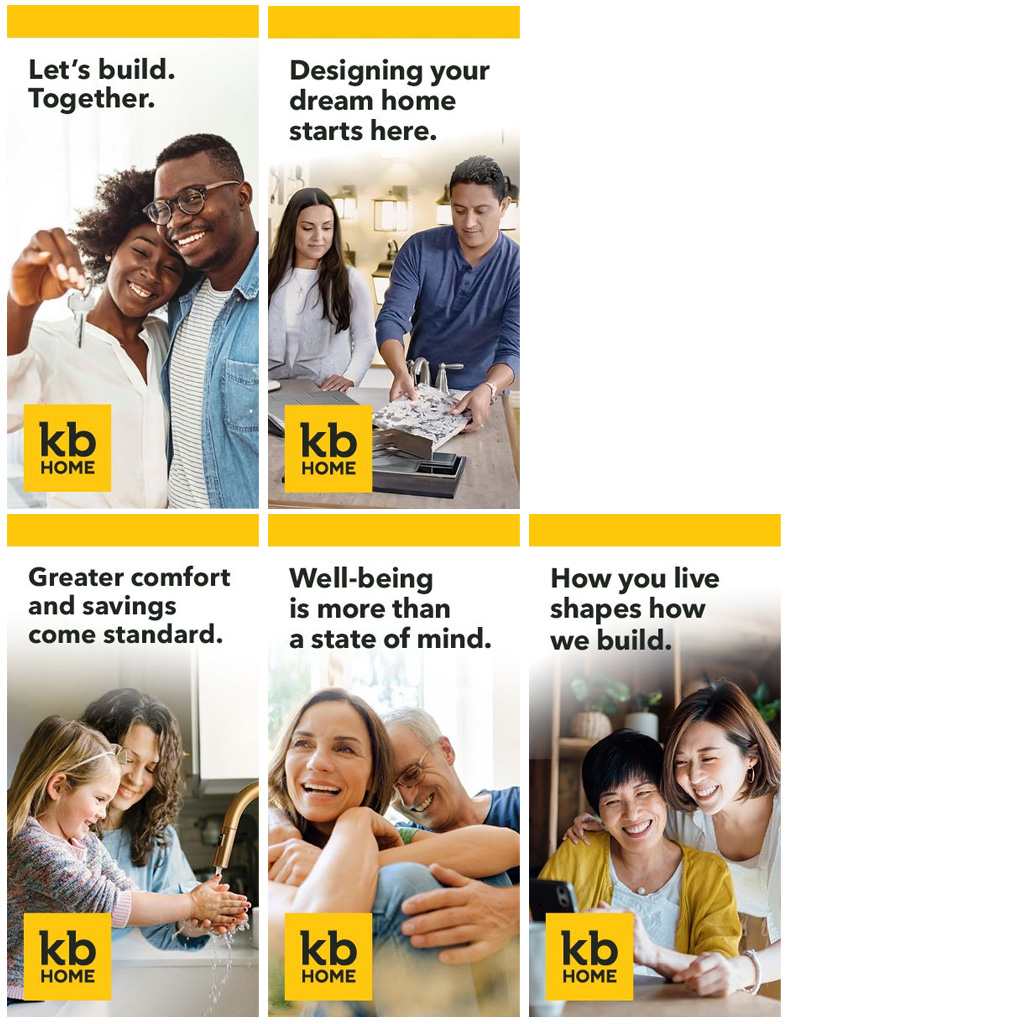 Let's build.
Together.
kb
HOME
Designing your
dream home
starts here.
kb
HOME
Greater comfort
and savings
come standard.
kb
HOME
Well-being
is more than
a state of mind.
kb
HOME
How you live
shapes how
we build.
kb
HOME